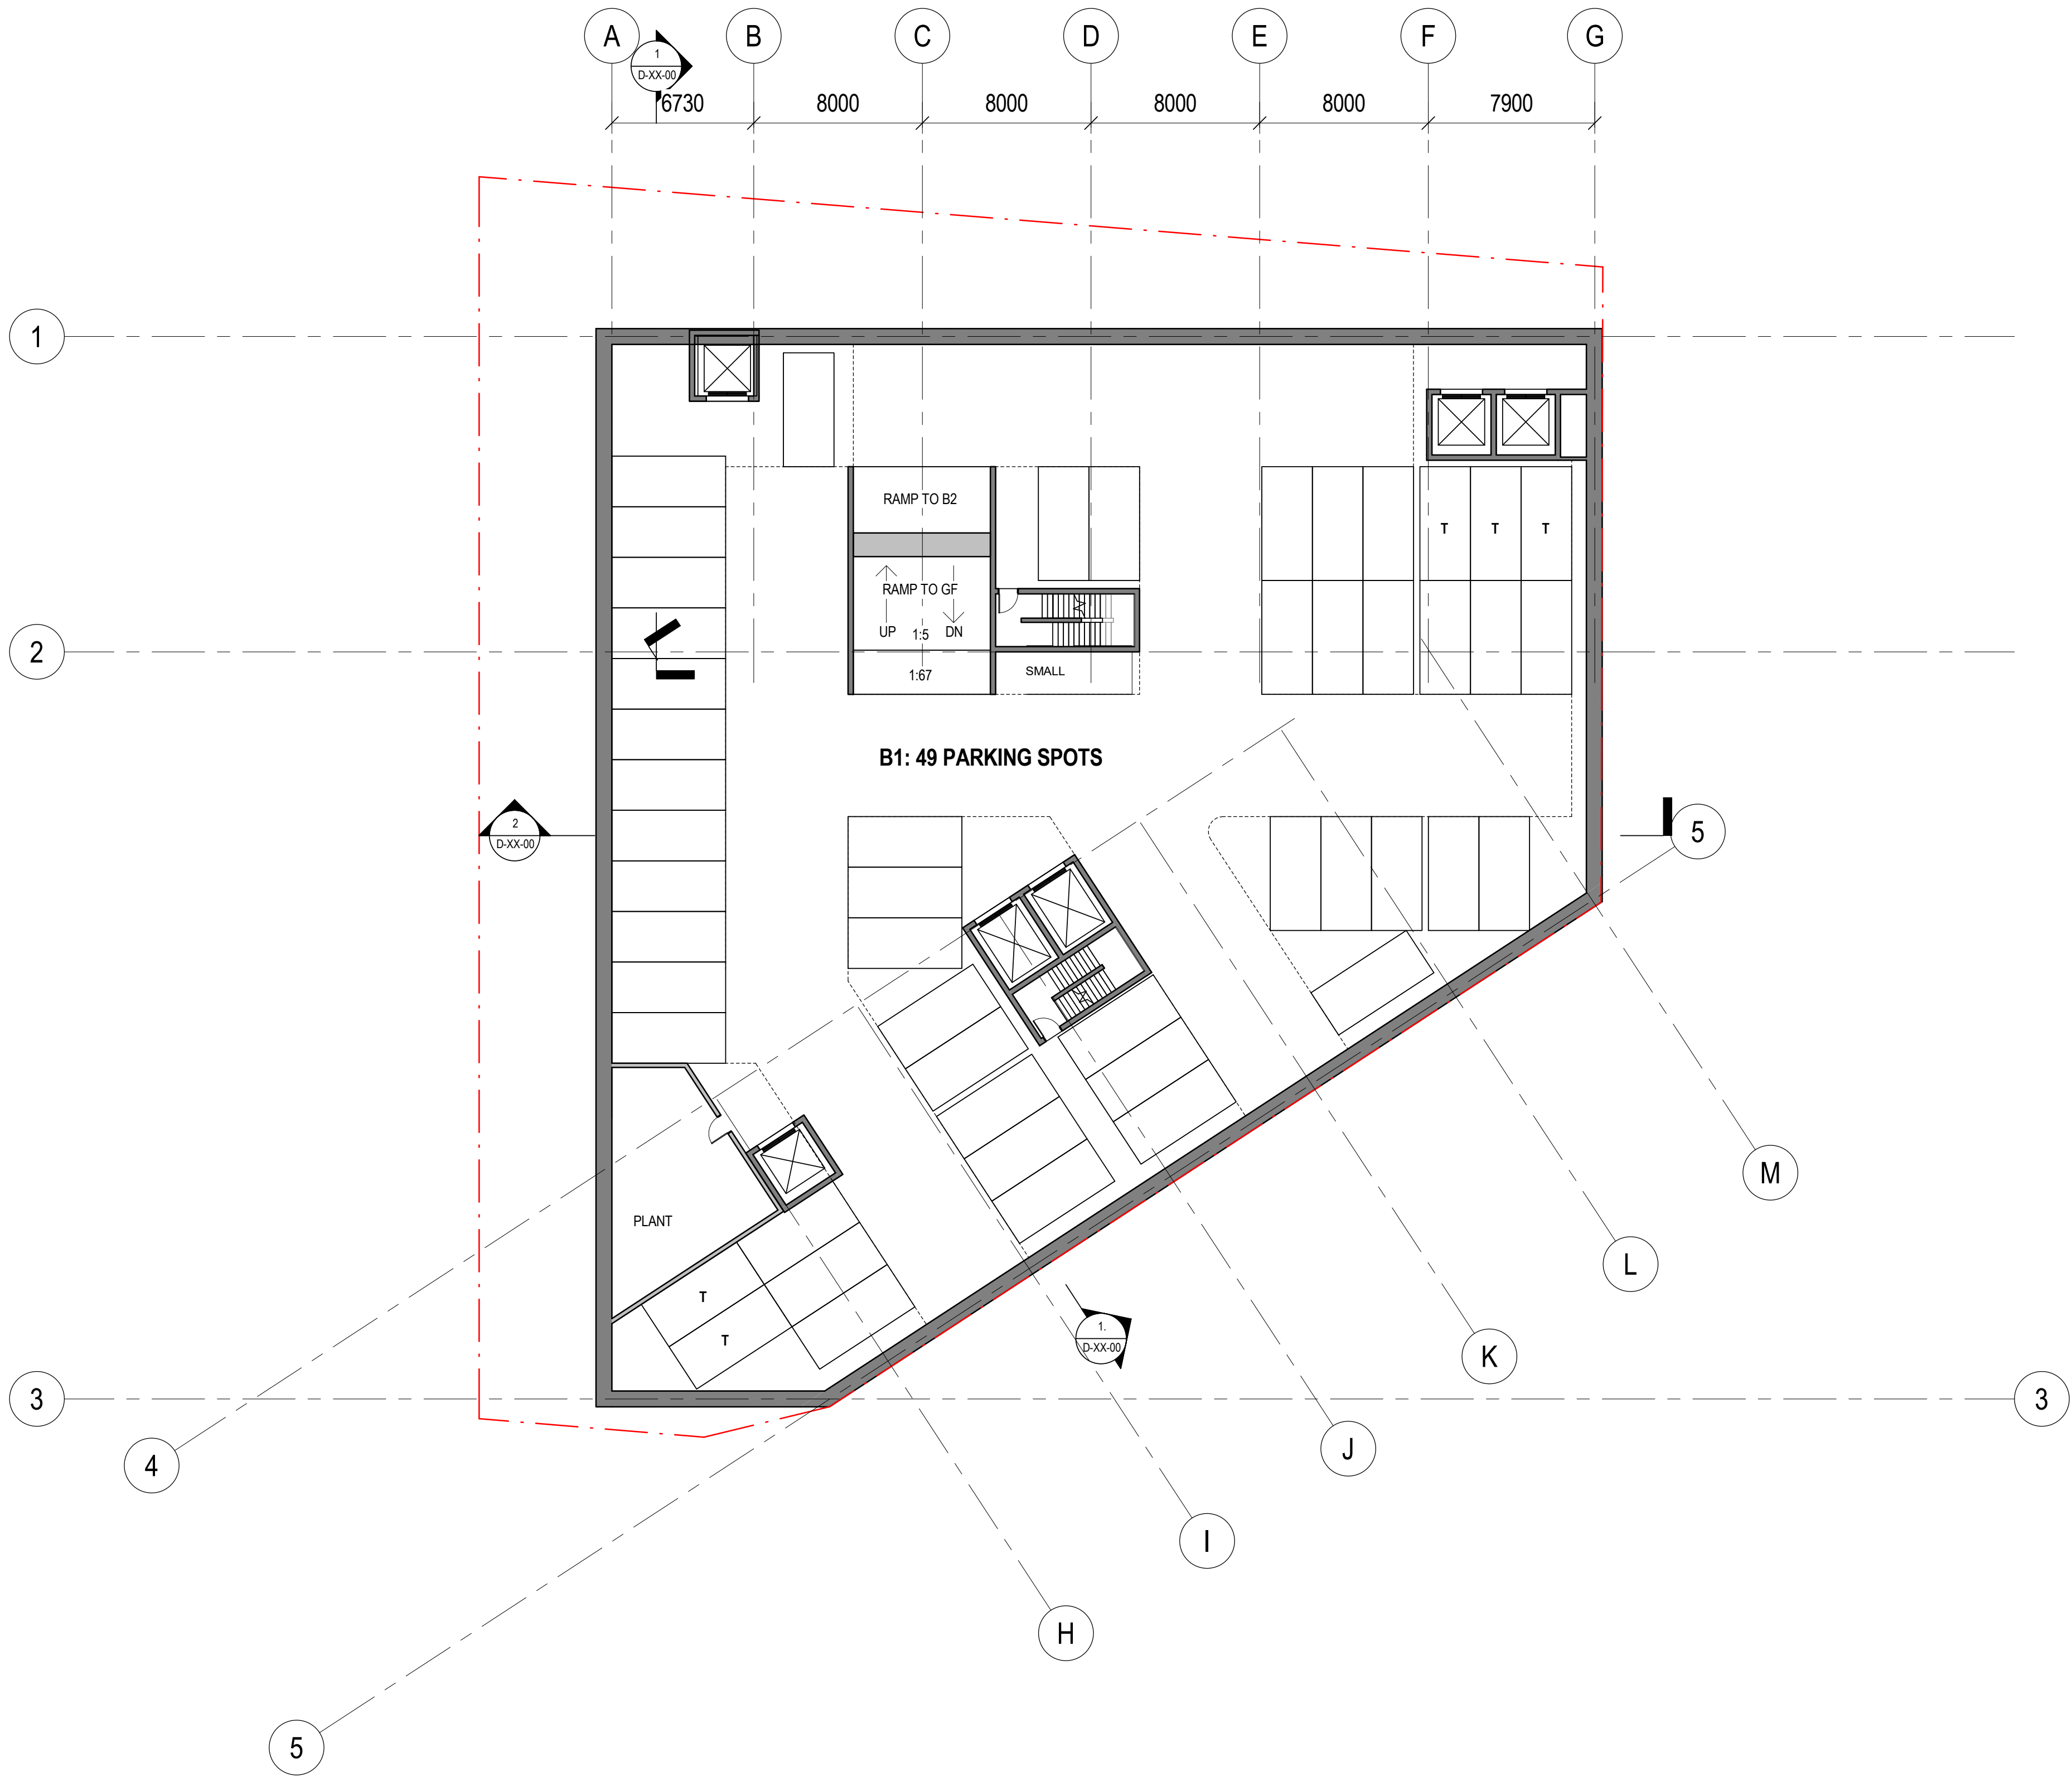 A
B
C
D
E
F
G
1
D-XX-00
6730
8000
8000
8000
8000
7900
1
RAMP TO B2
T
T
T
RAMP TO GF
UP
1:5
DN
2
1:67
SMALL
B1: 49 PARKING SPOTS
2
D-XX-00
5
M
PLANT
L
T
T
1.
D-XX-00
K
3
3
J
4
I
H
5